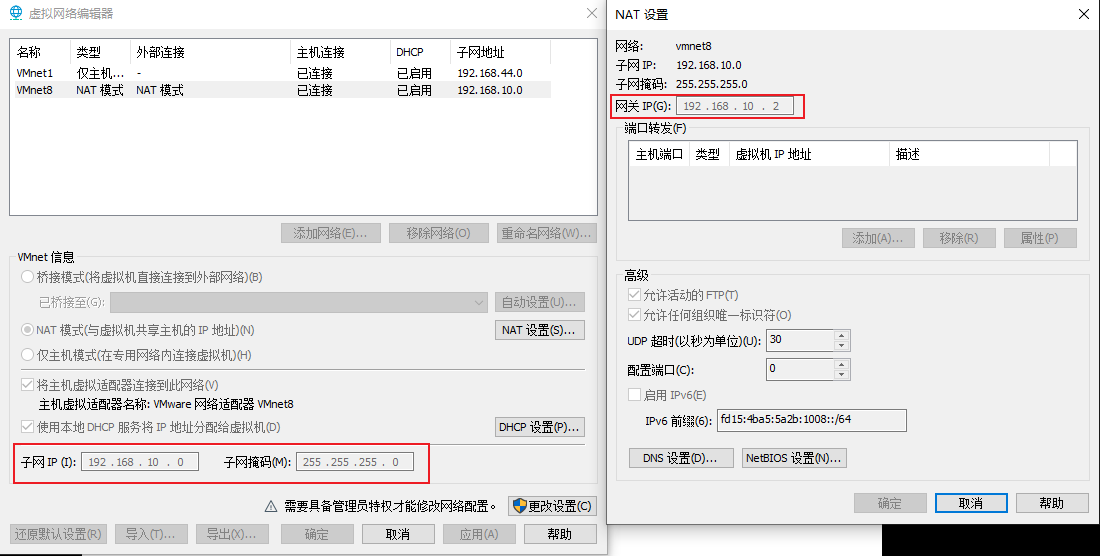 虚拟网络编辑器
名称 类型 外部连接 主机连接 DHCP 子网地址
VMnet1 仅主机... - 已连接 已启用 192.168.44.0
VMnet8 NAT 模式 NAT 模式 已连接 已启用 192.168.10.0
添加网络(E)... 移除网络(O) 重命名网络(W)...
VMnet 信息
桥接模式(将虚拟机直接连接到外部网络)(B)
已桥接至(G): 自动设置(U)...
NAT 模式(与虚拟机共享主机的 IP 地址)(N) NAT 设置(S)...
仅主机模式(在专用网络内连接虚拟机)(H)
将主机虚拟适配器连接到此网络(V)
主机虚拟适配器名称: VMware 网络适配器 VMnet8
使用本地 DHCP 服务将 IP 地址分配给虚拟机(D) DHCP 设置(P)...
子网 IP (I): 192 . 168 . 10 . 0 子网掩码(M): 255 . 255 . 255 . 0
需要具备管理员特权才能修改网络配置。 更改设置(C)
还原默认设置(R) 导入(T)... 导出(X)... 确定 取消 应用(A) 帮助
NAT 设置
网络: vmnet8
子网 IP: 192.168.10.0
子网掩码: 255.255.255.0
网关 IP(G): 192 . 168 . 10 . 2
端口转发(F)
主机端口 类型 虚拟机 IP 地址 描述
添加(A)... 移除(R) 属性(P)
高级
允许活动的 FTP(T)
允许任何组织唯一标识符(O)
UDP 超时(以秒为单位)(U): 30
配置端口(C): 0
启用 IPv6(E)
IPv6 前缀(6): fd15:4ba5:5a2b:1008::/64
DNS 设置(D)... NetBIOS 设置(N)...
确定 取消 帮助